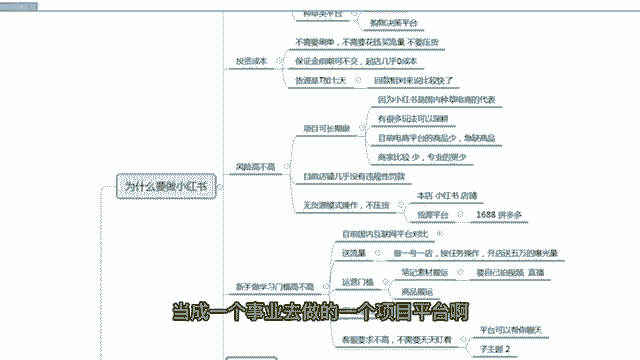 种草类平台
购物决策平台
投资成本
不需要刷单，不需要花钱买流量 不要压货
保证金前期可不交，起店几乎0成本
货源是T加七天
回款相对来说比较快了
为什么要做小红书
风险高不高
项目可长期做
因为小红书是国内种草电商的代表
有很多玩法可以深耕
目前电商平台的商品少，急缺商品
商家比较少，专业的更少
目前店铺几乎没有违规性罚款
无货源模式操作，不压货
本店 小红书 店铺
货源平台
1688 拼多多
新手做学习门槛高不高
目前国内互联网平台对比
送流量
做一号一店，按任务操作，开店送五万的曝光量
运营门槛
笔记素材搬运
要自己拍视频 直播
商品搬运
当成一个事业去做的一个项目平台啊
客服要求不高，不需要天天盯着
平台可以帮你聊天
子主题 2